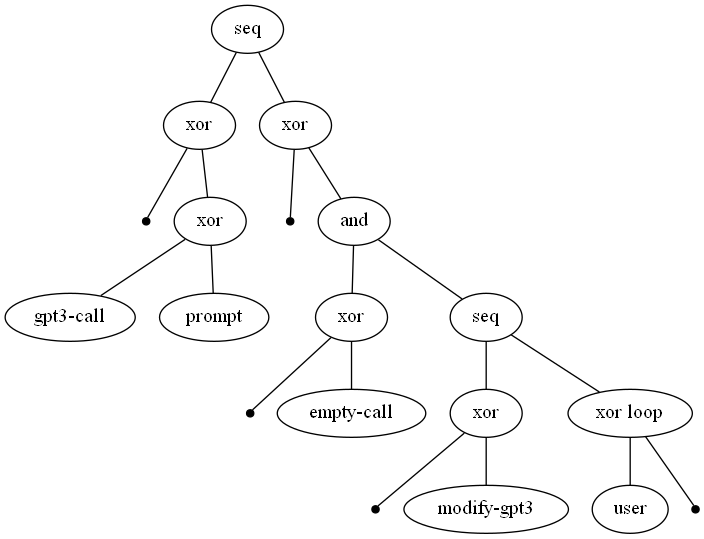 seq
xor xor
xor and
gpt3-call prompt xor seq
empty-call xor xor loop
modify-gpt3 user